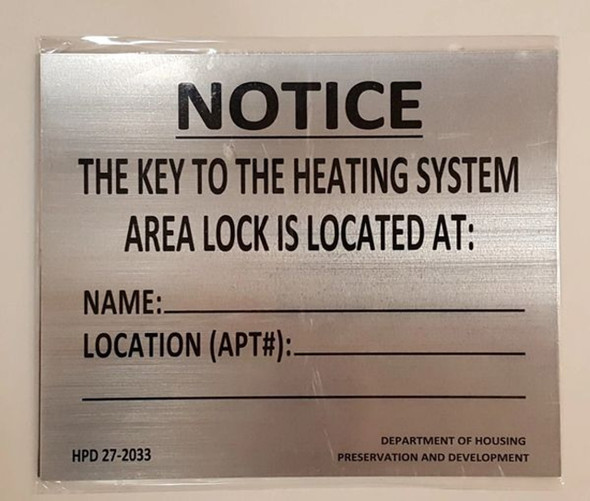 NOTICE
THE KEY TO THE HEATING SYSTEM
AREA LOCK IS LOCATED AT:
NAME:
LOCATION (APT#):
HPD 27-2033
DEPARTMENT OF HOUSING
PRESERVATION AND DEVELOPMENT